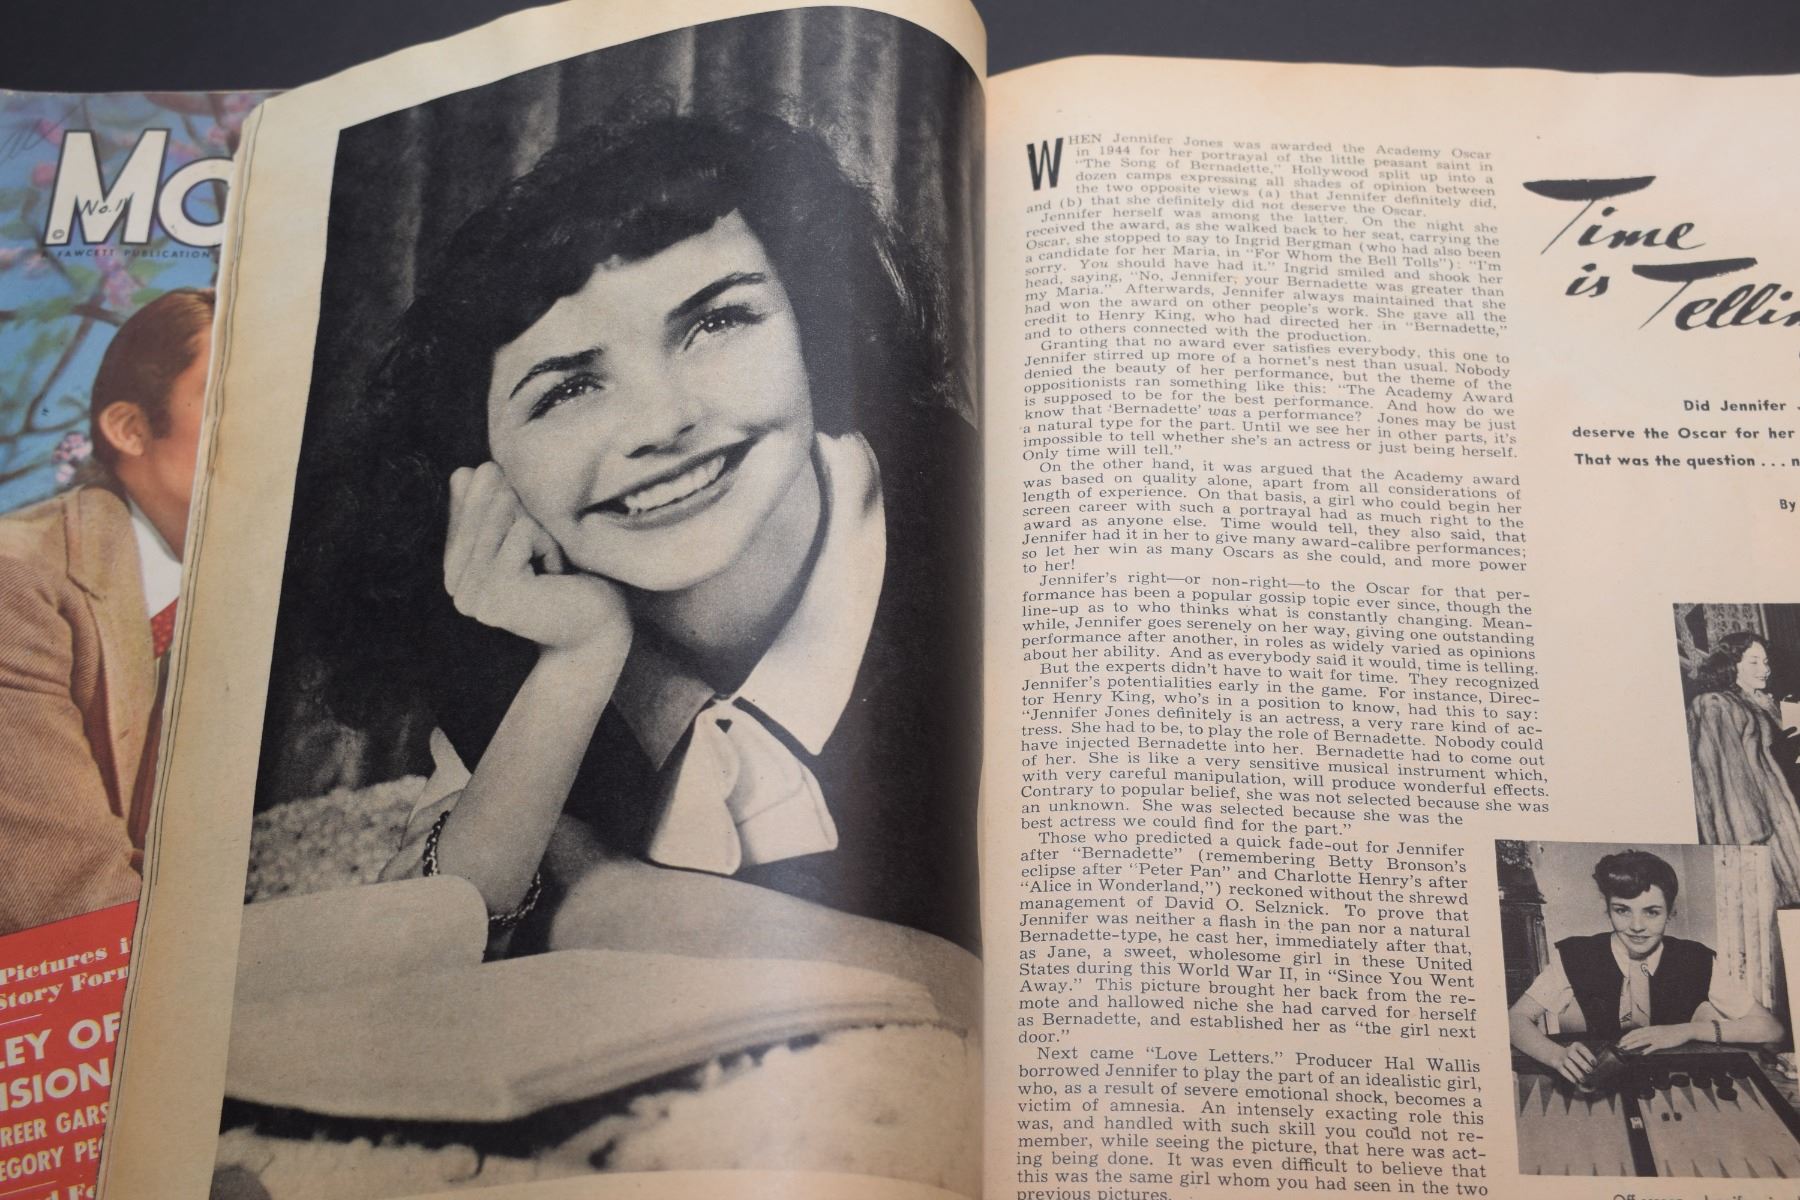 Mo
No. 11
©
A FAWCETT PUBLICATION
Pictures i
Story Form
LEY OF
ISION
REER GARS
EGORY PEC
WHEN Jennifer Jones was awarded the Academy Oscar
in 1944 for her portrayal of the little peasant saint in
"The Song of Bernadette," Hollywood split up into a
dozen camps expressing all shades of opinion between
the two opposite views (a) that Jennifer definitely did,
and (b) that she definitely did not deserve the Oscar.
Jennifer herself was among the latter. On the night she
received the award, as she walked back to her seat, carrying the
Oscar, she stopped to say to Ingrid Bergman (who had also been
a candidate for her Maria, in "For Whom the Bell Tolls"): "I'm
sorry. You should have had it." Ingrid smiled and shook her
head, saying, "No, Jennifer, your Bernadette was greater than
my Maria." Afterwards, Jennifer always maintained that she
had won the award on other people's work. She gave all the
credit to Henry King, who had directed her in "Bernadette,"
and to others connected with the production.
Granting that no award ever satisfies everybody, this one to
Jennifer stirred up more of a hornet's nest than usual. Nobody
denied the beauty of her performance, but the theme of the
oppositionists ran something like this: "The Academy Award
is supposed to be for the best performance. And how do we
know that 'Bernadette' was a performance? Jones may be just
a natural type for the part. Until we see her in other parts, it's
impossible to tell whether she's an actress or just being herself.
Only time will tell."
On the other hand, it was argued that the Academy award
was based on quality alone, apart from all considerations of
length of experience. On that basis, a girl who could begin her
screen career with such a portrayal had as much right to the
award as anyone else. Time would tell, they also said, that
Jennifer had it in her to give many award-calibre performances;
so let her win as many Oscars as she could, and more power
to her!
Jennifer's right—or non-right—to the Oscar for that per-
formance has been a popular gossip topic ever since, though the
line-up as to who thinks what is constantly changing. Mean-
while, Jennifer goes serenely on her way, giving one outstanding
performance after another, in roles as widely varied as opinions
about her ability. And as everybody said it would, time is telling.
But the experts didn't have to wait for time. They recognized
Jennifer's potentialities early in the game. For instance, Direc-
tor Henry King, who's in a position to know, had this to say:
"Jennifer Jones definitely is an actress, a very rare kind of ac-
tress. She had to be, to play the role of Bernadette. Nobody could
have injected Bernadette into her. Bernadette had to come out
of her. She is like a very sensitive musical instrument which,
with very careful manipulation, will produce wonderful effects.
Contrary to popular belief, she was not selected because she was
an unknown. She was selected because she was the
best actress we could find for the part."
Those who predicted a quick fade-out for Jennifer
after "Bernadette" (remembering Betty Bronson's
eclipse after "Peter Pan" and Charlotte Henry's after
"Alice in Wonderland,") reckoned without the shrewd
management of David O. Selznick. To prove that
Jennifer was neither a flash in the pan nor a natural
Bernadette-type, he cast her, immediately after that,
as Jane, a sweet, wholesome girl in these United
States during this World War II, in "Since You Went
Away." This picture brought her back from the re-
mote and hallowed niche she had carved for herself
as Bernadette, and established her as "the girl next
door."
Next came "Love Letters." Producer Hal Wallis
borrowed Jennifer to play the part of an idealistic girl,
who, as a result of severe emotional shock, becomes a
victim of amnesia. An intensely exacting role this
was, and handled with such skill you could not re-
member, while seeing the picture, that here was act-
ing being done. It was even difficult to believe that
this was the same girl whom you had seen in the two
previous pictures.
Time
is Tellin
Did Jennifer J
deserve the Oscar for her
That was the question . . . n
By